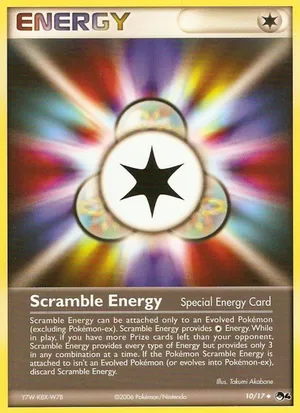 ENERGY
Scramble Energy Special Energy Card
Scramble Energy can be attached only to an Evolved Pokémon
(excluding Pokémon-ex). Scramble Energy provides Energy. While
in play, if you have more Prize cards left than your opponent,
Scramble Energy provides every type of Energy but provides only 3
in any combination at a time. If the Pokémon Scramble Energy is
attached to isn't an Evolved Pokémon (or evolves into Pokémon-ex),
discard Scramble Energy.
Illus. Takumi Akabane
Y7W-K8X-W78 ©2006 Pokémon/Nintendo 10/17